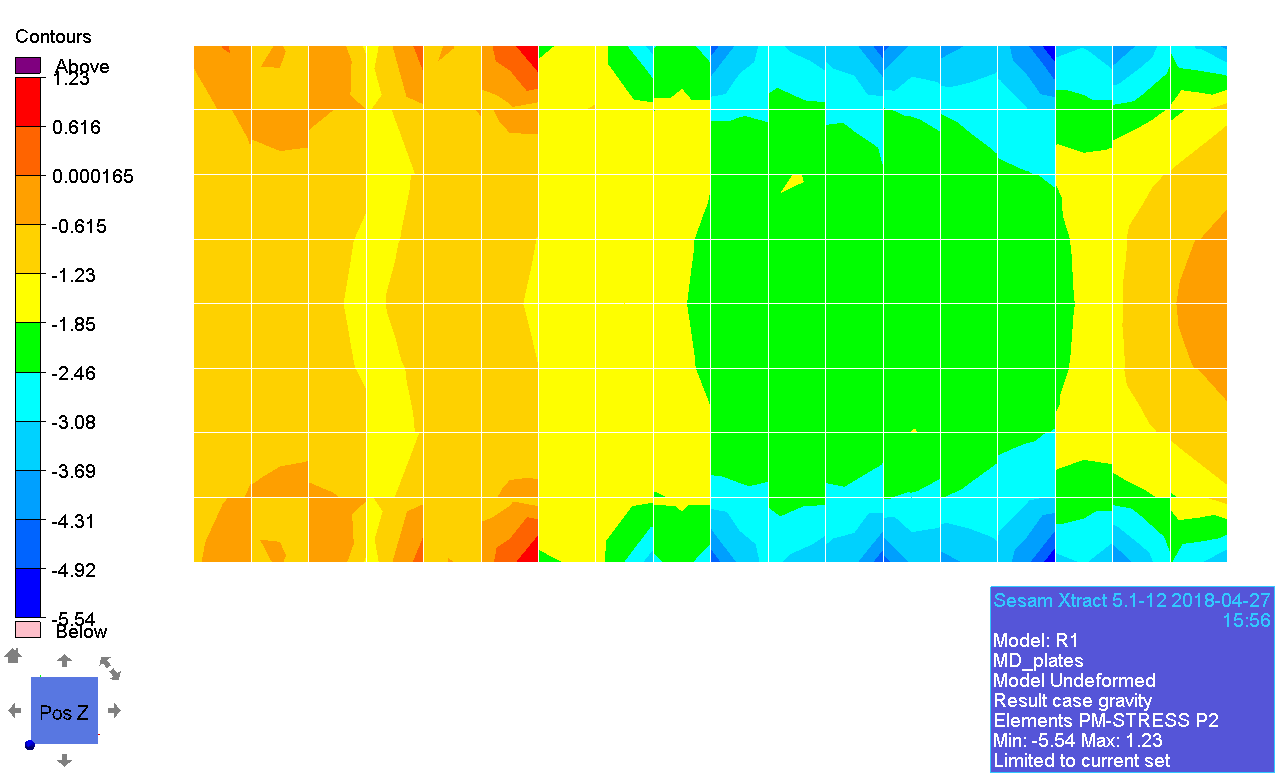 Contours
Above
1.23
0.616
0.000165
-0.615
-1.23
-1.85
-2.46
-3.08
-3.69
-4.31
-4.92
-5.54
Below
Pos Z
Sesam Xtract 5.1-12 2018-04-27
15:56
Model: R1
MD_plates
Model Undeformed
Result case gravity
Elements PM-STRESS P2
Min: -5.54 Max: 1.23
Limited to current set